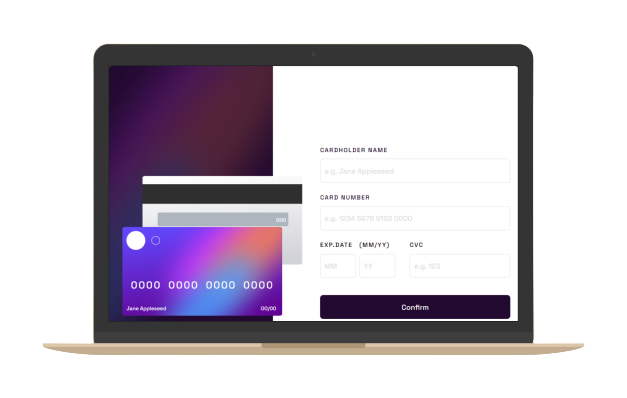 000
0000 0000 0000 0000
Jane Appleseed 00/00
CARDHOLDER NAME
e.g. Jane Appleseed
CARD NUMBER
e.g. 1234 5678 9123 0000
EXP.DATE (MM/YY) CVC
MM YY e.g. 123
Confirm